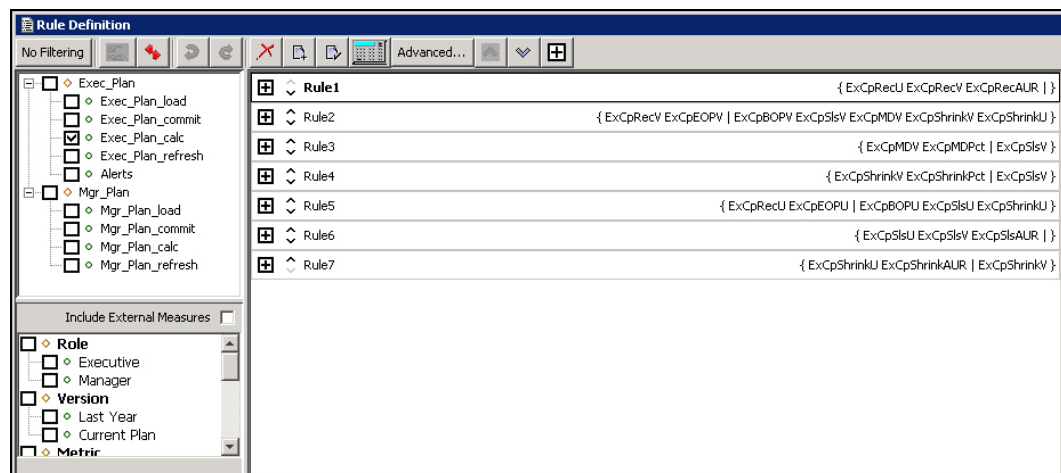 Rule Definition
No Filtering
Advanced...
Exec_Plan
Exec_Plan_load
Exec_Plan_commit
Exec_Plan_calc
Exec_Plan_refresh
Alerts
Mgr_Plan
Mgr_Plan_load
Mgr_Plan_commit
Mgr_Plan_calc
Mgr_Plan_refresh
Include External Measures
Role
Executive
Manager
Version
Last Year
Current Plan
Metric
Rule1 { ExCpRecU ExCpRecV ExCpRecAUR | }
Rule2 { ExCpRecV ExCpEOPV | ExCpBOPV ExCpSlsV ExCpMDV ExCpShrinkV ExCpShrinkU }
Rule3 { ExCpMDV ExCpMDPct | ExCpSlsV }
Rule4 { ExCpShrinkV ExCpShrinkPct | ExCpSlsV }
Rule5 { ExCpRecU ExCpEOPU | ExCpBOPU ExCpSlsU ExCpShrinkU }
Rule6 { ExCpSlsU ExCpSlsV ExCpSlsAUR | }
Rule7 { ExCpShrinkU ExCpShrinkAUR | ExCpShrinkV }